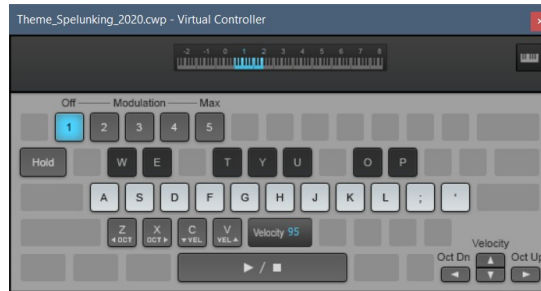 Theme_Spelunking_2020.cwp - Virtual Controller
-2 -1 0 1 2 3 4 5 6 7 8
Off Modulation Max
1 2 3 4 5
Hold W E T Y U O P
A S D F G H J K L ; '
Z X C V Velocity 95
◄ OCT OCT ► ▼ VEL VEL ▲
Velocity
Oct Dn ▲ Oct Up
► / ■ ◄ ▼ ►